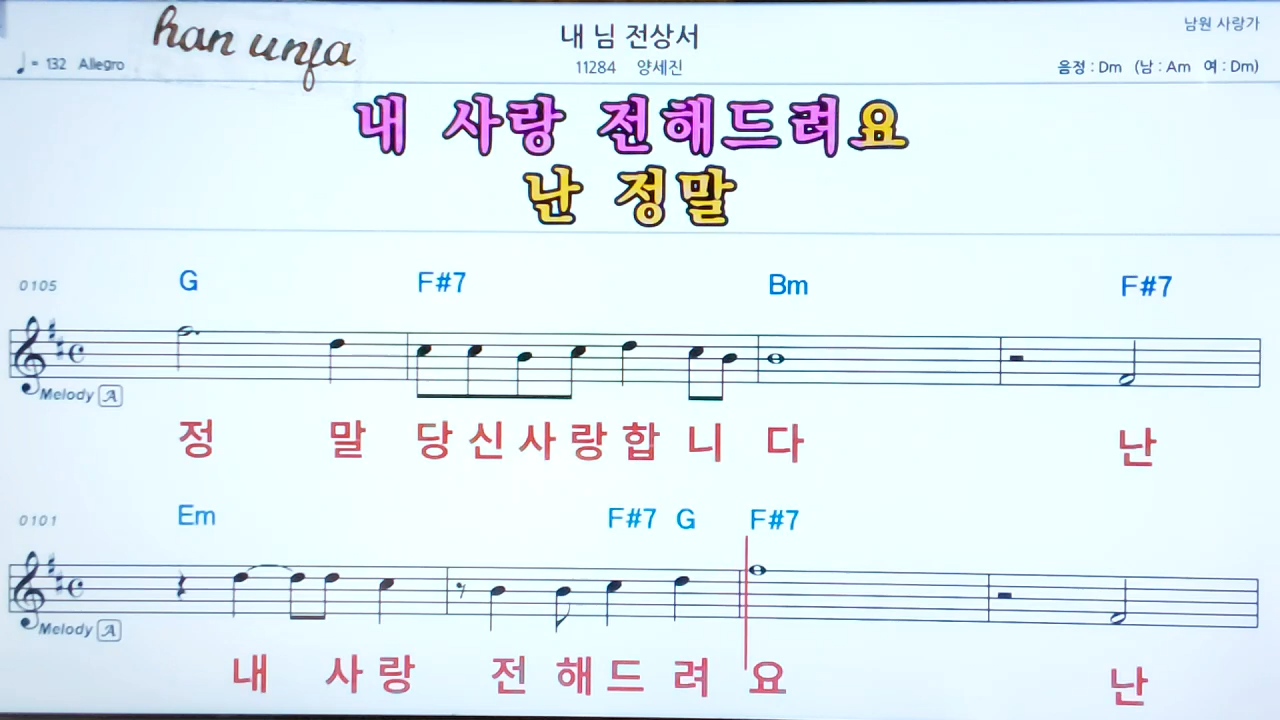 han unfa
내 님 전상서
남원 사랑가
♩= 132 Allegro
11284 양세진
음정 : Dm (남 : Am 여 : Dm)
내 사랑 전해드려요
난 정말
0105 G F#7 Bm F#7
Melody A
정 말 당 신 사 랑 합 니 다 난
0101 Em F#7 G F#7
Melody A
내 사 랑 전 해 드 려 요 난